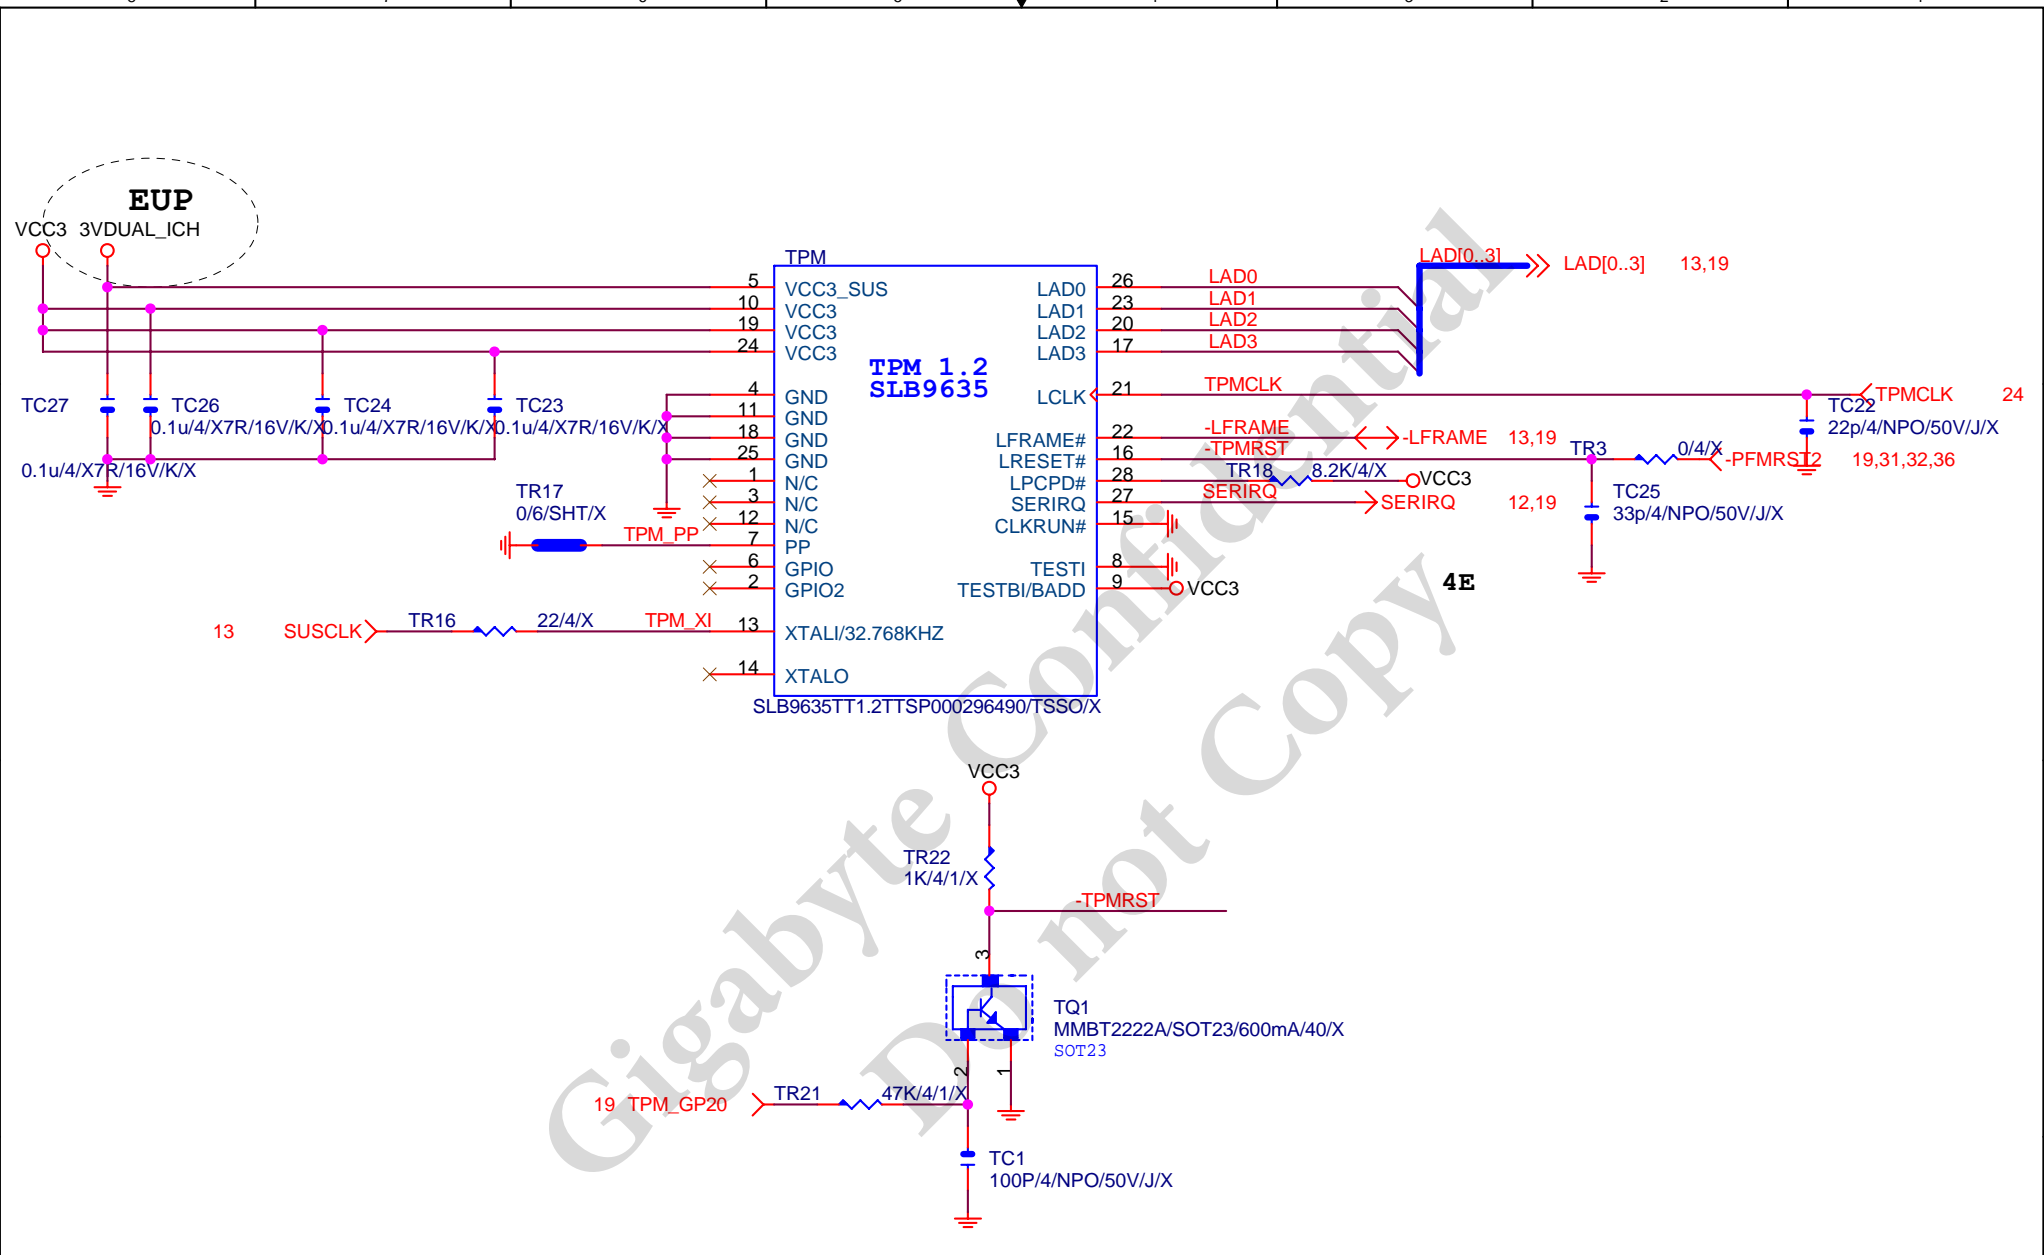 EUP
VCC3 3VDUAL_ICH
TPM
5 VCC3_SUS
10 VCC3
19 VCC3
24 VCC3
4 GND
11 GND
18 GND
25 GND
1 N/C
3 N/C
12 N/C
7 PP
6 GPIO
2 GPIO2
13 XTALI/32.768KHZ
14 XTALO
TPM 1.2
SLB9635
LAD0 26 LAD0
LAD1 23 LAD1
LAD2 20 LAD2
LAD3 17 LAD3
LAD[0..3] LAD[0..3] 13,19
LCLK 21 TPMCLK TPMCLK 24
LFRAME# 22 -LFRAME -LFRAME 13,19
LRESET# 16 -TPMRST TR3 0/4/X -PFMRST2 19,31,32,36
LPCPD# 28 TR18 8.2K/4/X VCC3
SERIRQ 27 SERIRQ SERIRQ 12,19
CLKRUN# 15
TESTI 8
TESTBI/BADD 9 VCC3
4E
TC22
22p/4/NPO/50V/J/X
TC25
33p/4/NPO/50V/J/X
TC27
0.1u/4/X7R/16V/K/X
TC26
0.1u/4/X7R/16V/K/X
TC24
0.1u/4/X7R/16V/K/X
TC23
0.1u/4/X7R/16V/K/X
TR17
0/6/SHT/X
TPM_PP
13 SUSCLK TR16 22/4/X TPM_XI
SLB9635TT1.2TTSP000296490/TSSO/X
VCC3
TR22
1K/4/1/X
-TPMRST
3
TQ1
MMBT2222A/SOT23/600mA/40/X
SOT23
2 1
19 TPM_GP20 TR21 47K/4/1/X
TC1
100P/4/NPO/50V/J/X
Gigabyte Confidential
Do not Copy